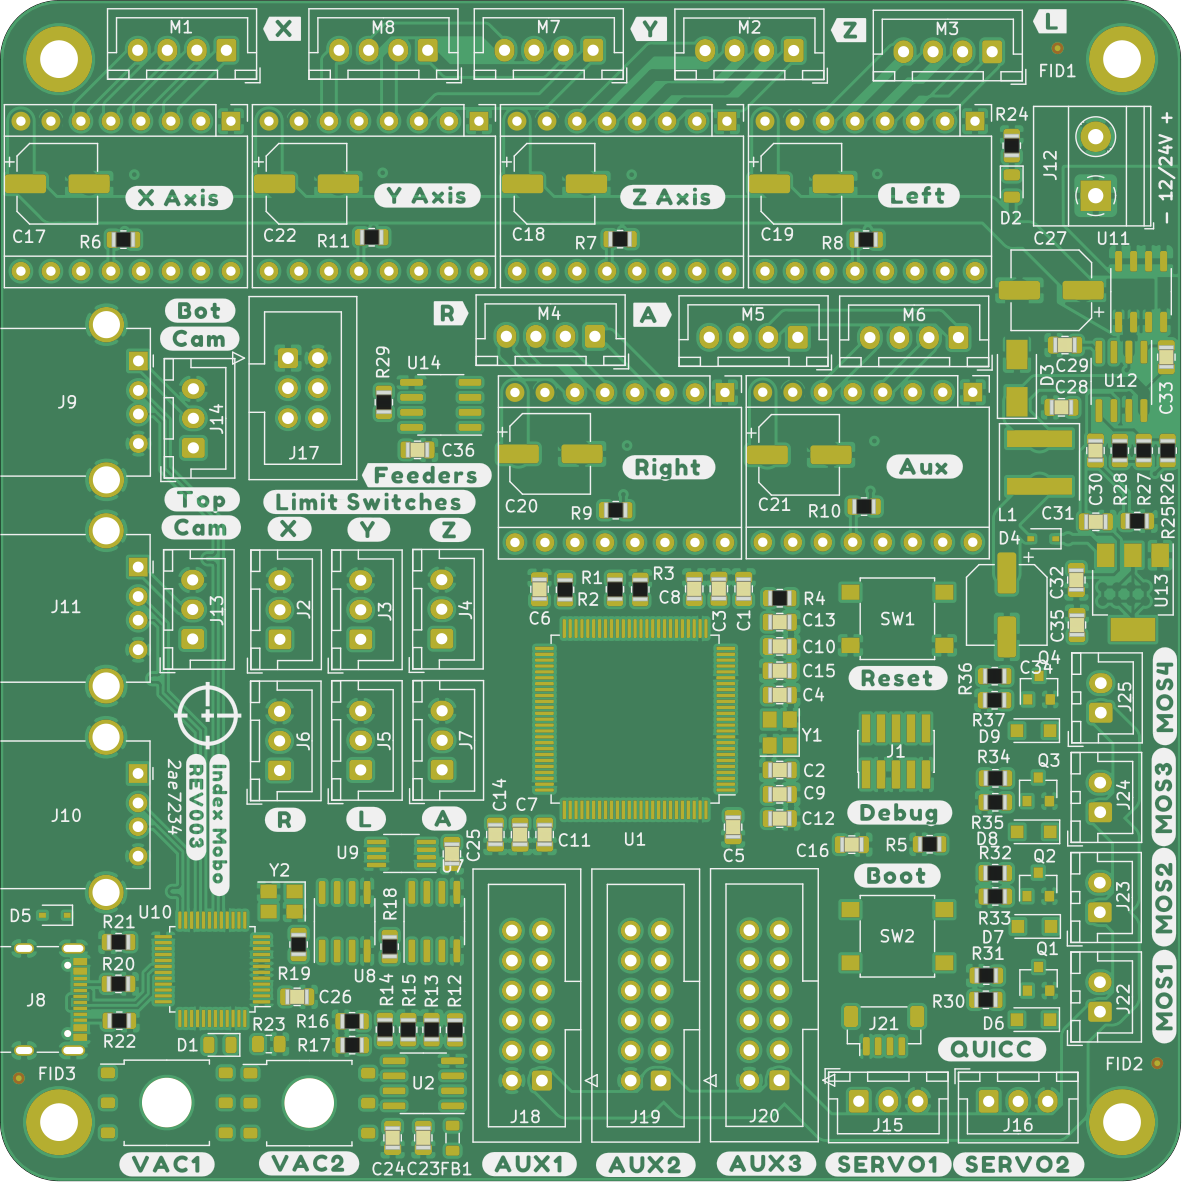 M1 X M8 M7 Y M2 Z M3 L
FID1
R24
J12
- 12/24V +
D2
+ + + +
X Axis Y Axis Z Axis Left
C17 R6 C22 R11 C18 R7 C19 R8
C27 U11
+
Bot
Cam
R M4 A M5 M6
J9
J14
J17
R29
U14
C36
Feeders
D3
C29
C28
U12
C33
+ +
Right Aux
C20 R9 C21 R10
C30 R28 R27 R26
R25
L1 C31
D4
+
Top
Cam
Limit Switches
X Y Z
J11
J13 J2 J3 J4
R1 R3
R2 C8
C6 C3 C1
R4
C13
C10
C15
C4
Y1
C2
C9
C12
SW1
Reset
C32
C35
U13
C34
Q4
R36
R37
D9
J25
MOS4
J6 J5 J7
R L A
Index Mobo
REV003
2ae7234
J10
C14 C7
C11
U1
C5
J1
Debug
C16 R5
Boot
R34 Q3
R35
D8
J24
MOS3
R32 Q2
R33
D7
J23
MOS2
U9 C25
Y2
D5
R21
U10
R20
R22
R19
R18
U8
C26
R14 R15 R13 R12
R16
R17
J8
D1 R23
SW2
R31 Q1
R30
D6
J22
MOS1
J21
QUICC
FID3
U2
FID2
J18 J19 J20 J15 J16
C24 C23 FB1
VAC1 VAC2 AUX1 AUX2 AUX3 SERVO1 SERVO2